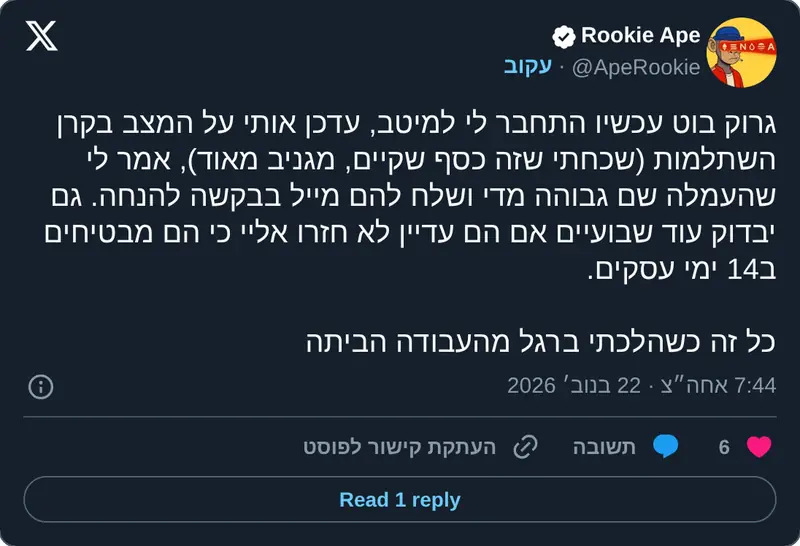 Rookie Ape
@ApeRookie · עקוב
גרוק בוט עכשיו התחבר לי למיטב, עדכן אותי על המצב בקרן
השתלמות (שכחתי שזה כסף שקיים, מגניב מאוד), אמר לי
שהעמלה שם גבוהה מדי ושלח להם מייל בבקשה להנחה. גם
יבדוק עוד שבועיים אם הם עדיין לא חזרו אליי כי הם מבטיחים
ב14 ימי עסקים.
כל זה כשהלכתי ברגל מהעבודה הביתה
7:44 אחה״צ · 22 בנוב׳ 2026
6 תשובה העתקת קישור לפוסט
Read 1 reply